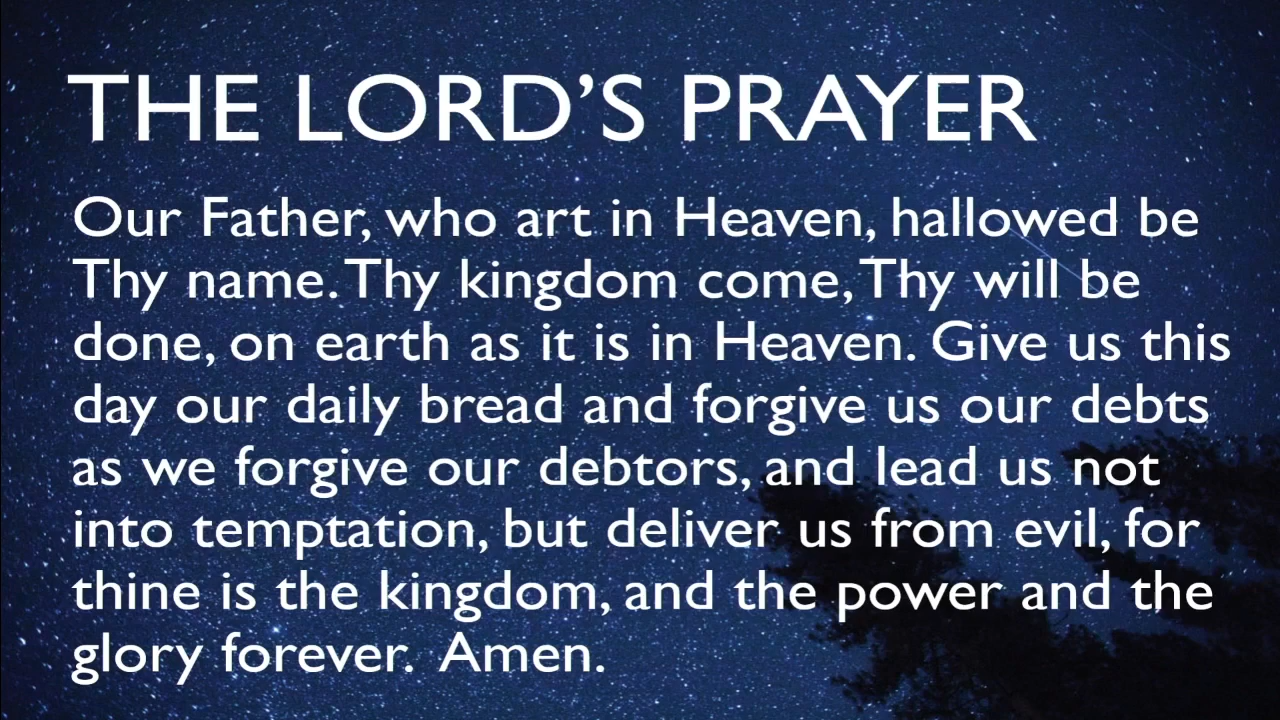 THE LORD’S PRAYER
Our Father, who art in Heaven, hallowed be
Thy name. Thy kingdom come, Thy will be
done, on earth as it is in Heaven. Give us this
day our daily bread and forgive us our debts
as we forgive our debtors, and lead us not
into temptation, but deliver us from evil, for
thine is the kingdom, and the power and the
glory forever.  Amen.